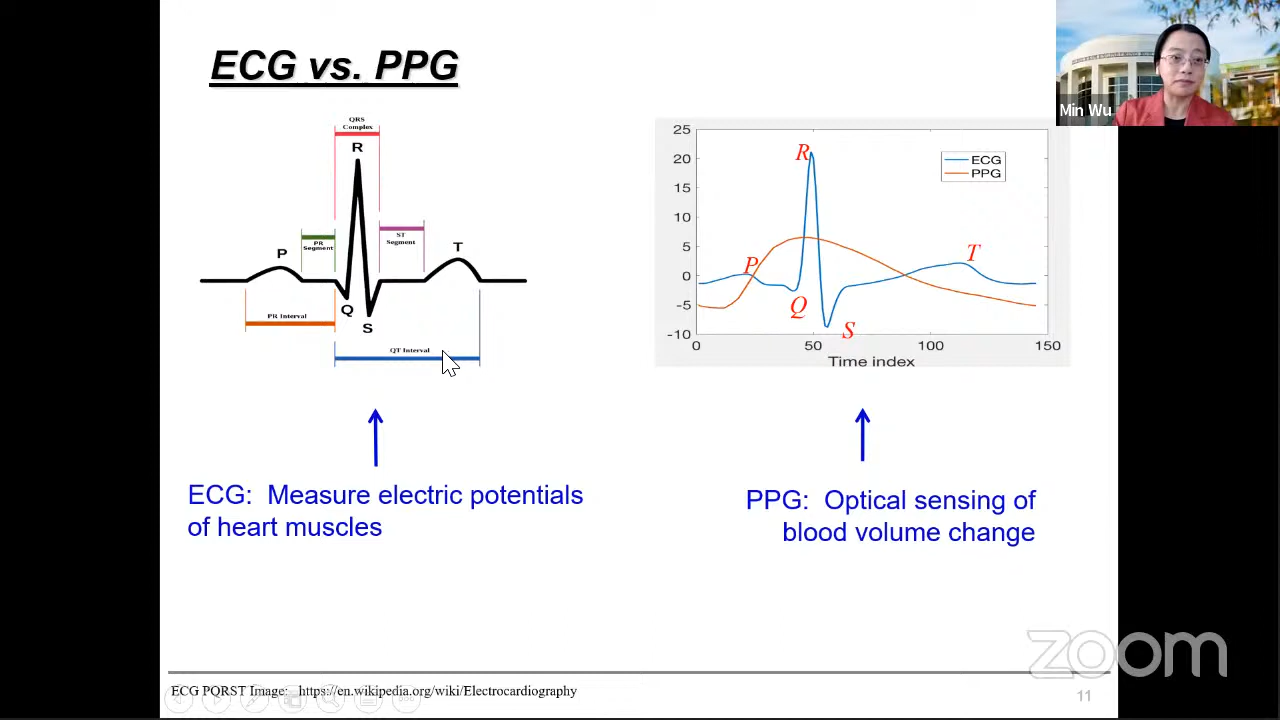 ECG vs. PPG
Min Wu
QRS
Complex
R
P
PR
Segment
ST
Segment
T
Q
S
PR Interval
QT Interval
25
20
15
10
5
0
-5
-10
0
50
100
150
Time index
ECG
PPG
R
P
Q
S
T
ECG: Measure electric potentials
of heart muscles
PPG: Optical sensing of
blood volume change
zoom
ECG PQRST Image: https://en.wikipedia.org/wiki/Electrocardiography
11